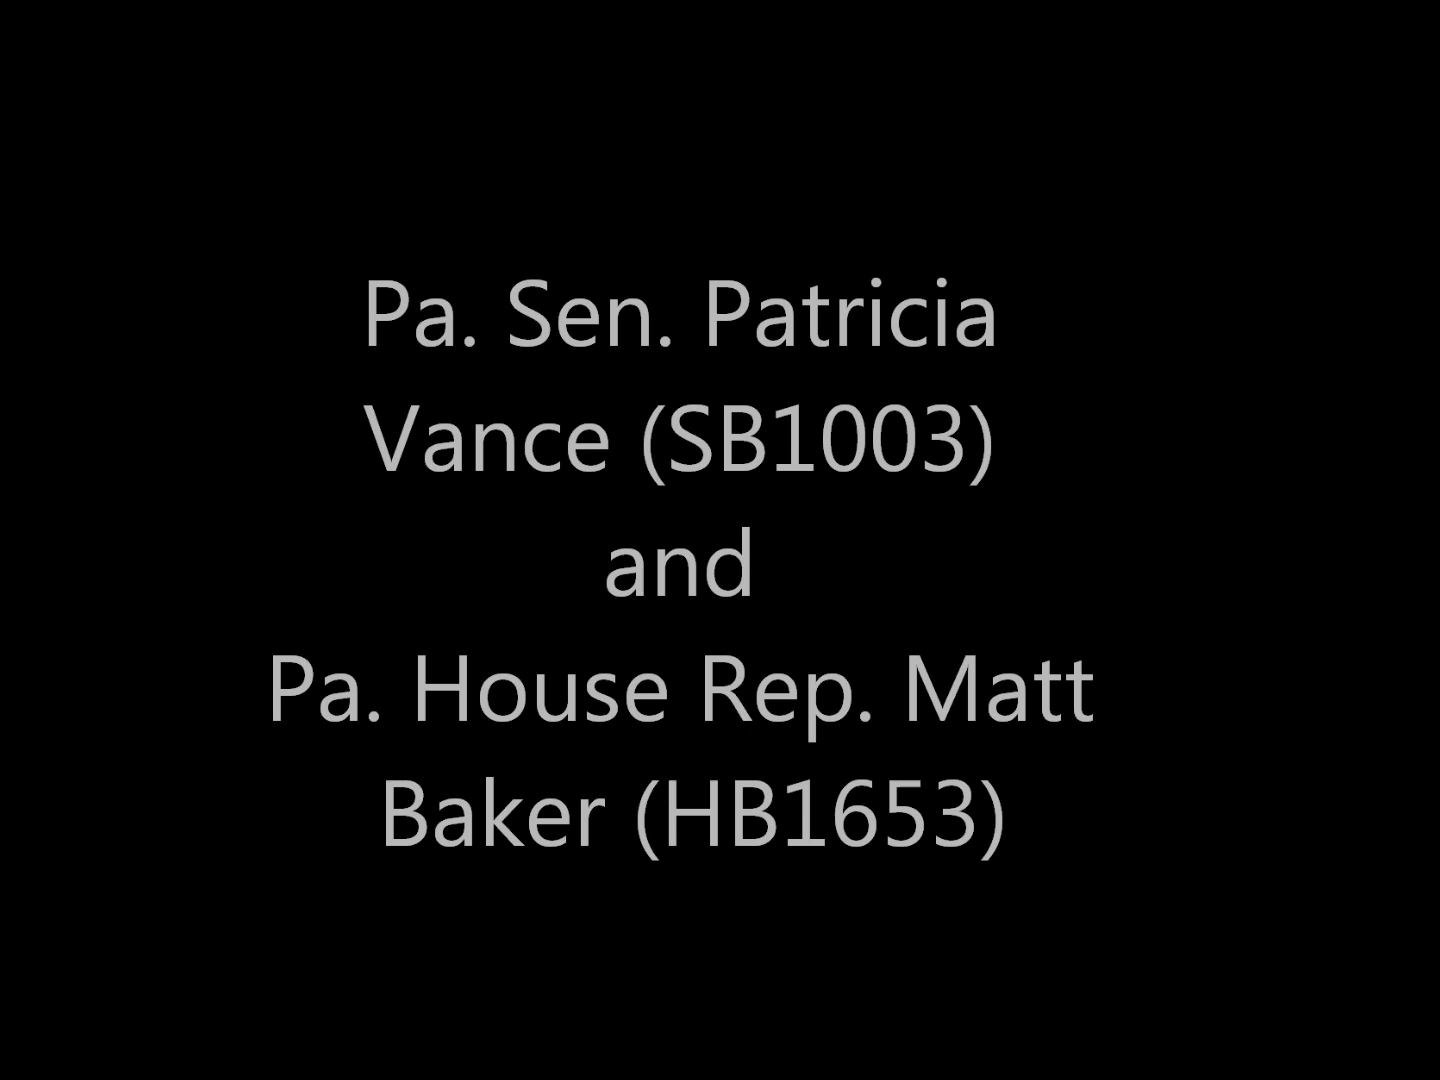 Pa. Sen. Patricia
Vance (SB1003)
and
Pa. House Rep. Matt
Baker (HB1653)